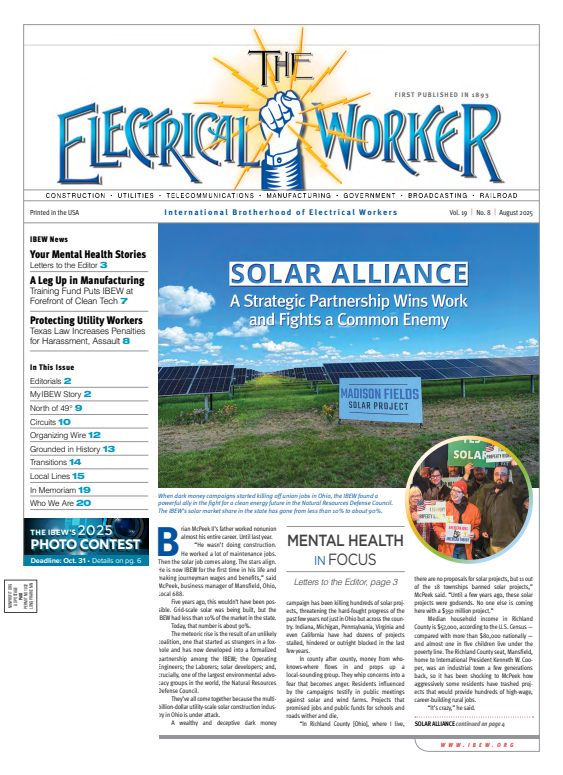 THE
FIRST PUBLISHED IN 1893
ELECTRICAL WORKER
CONSTRUCTION • UTILITIES • TELECOMMUNICATIONS • MANUFACTURING • GOVERNMENT • BROADCASTING • RAILROAD
Printed in the USA
International Brotherhood of Electrical Workers
Vol. 19 | No. 8 | August 2025
IBEW News
Your Mental Health Stories
Letters to the Editor 3
A Leg Up in Manufacturing
Training Fund Puts IBEW at
Forefront of Clean Tech 7
Protecting Utility Workers
Texas Law Increases Penalties
for Harassment, Assault 8
In This Issue
Editorials 2
My IBEW Story 2
North of 49° 9
Circuits 10
Organizing Wire 12
Grounded in History 13
Transitions 14
Local Lines 15
In Memoriam 19
Who We Are 20
THE IBEW'S 2025
PHOTO CONTEST
Deadline: Oct. 31 • Details on pg. 6
SOLAR ALLIANCE
A Strategic Partnership Wins Work
and Fights a Common Enemy
MADISON FIELDS
SOLAR PROJECT
SOLAR
When dark money campaigns started killing off union jobs in Ohio, the IBEW found a
powerful ally in the fight for a clean energy future in the Natural Resources Defense Council.
The IBEW's solar market share in the state has gone from less than 10% to about 90%.
Brian McPeek II's father worked nonunion
almost his entire career. Until last year.
"He wasn't doing construction.
He worked a lot of maintenance jobs.
Then the solar job comes along. The stars align.
He is now IBEW for the first time in his life and
making journeyman wages and benefits," said
McPeek, business manager of Mansfield, Ohio,
Local 688.
Five years ago, this wouldn't have been pos-
sible. Grid-scale solar was being built, but the
IBEW had less than 10% of the market in the state.
Today, that number is about 90%.
The meteoric rise is the result of an unlikely
coalition, one that started as strangers in a fox-
hole and has now developed into a formalized
partnership among the IBEW; the Operating
Engineers; the Laborers; solar developers; and,
crucially, one of the largest environmental advo-
cacy groups in the world, the Natural Resources
Defense Council.
They've all come together because the multi-
billion-dollar utility-scale solar construction indus-
try in Ohio is under attack.
A wealthy and deceptive dark money
MENTAL HEALTH
IN FOCUS
Letters to the Editor, page 3
campaign has been killing hundreds of solar proj-
ects, threatening the hard-fought progress of the
past few years not just in Ohio but across the coun-
try. Indiana, Michigan, Pennsylvania, Virginia and
even California have had dozens of projects
stalled, hindered or outright blocked in the last
few years.
In county after county, money from who-
knows-where flows in and props up a
local-sounding group. They whip concerns into a
fear that becomes anger. Residents influenced
by the campaigns testify in public meetings
against solar and wind farms. Projects that
promised jobs and public funds for schools and
roads wither and die.
"In Richland County [Ohio], where I live,
there are no proposals for solar projects, but 11 out
of the 18 townships banned solar projects,"
McPeek said. "Until a few years ago, these solar
projects were godsends. No one else is coming
here with a $350 million project."
Median household income in Richland
County is $57,000, according to the U.S. Census —
compared with more than $80,000 nationally —
and almost one in five children live under the
poverty line. The Richland County seat, Mansfield,
home to International President Kenneth W. Coo-
per, was an industrial town a few generations
back, so it has been shocking to McPeek how
aggressively some residents have trashed proj-
ects that would provide hundreds of high-wage,
career-building rural jobs.
"It's crazy," he said.
SOLAR ALLIANCE continued on page 4
WWW.IBEW.ORG